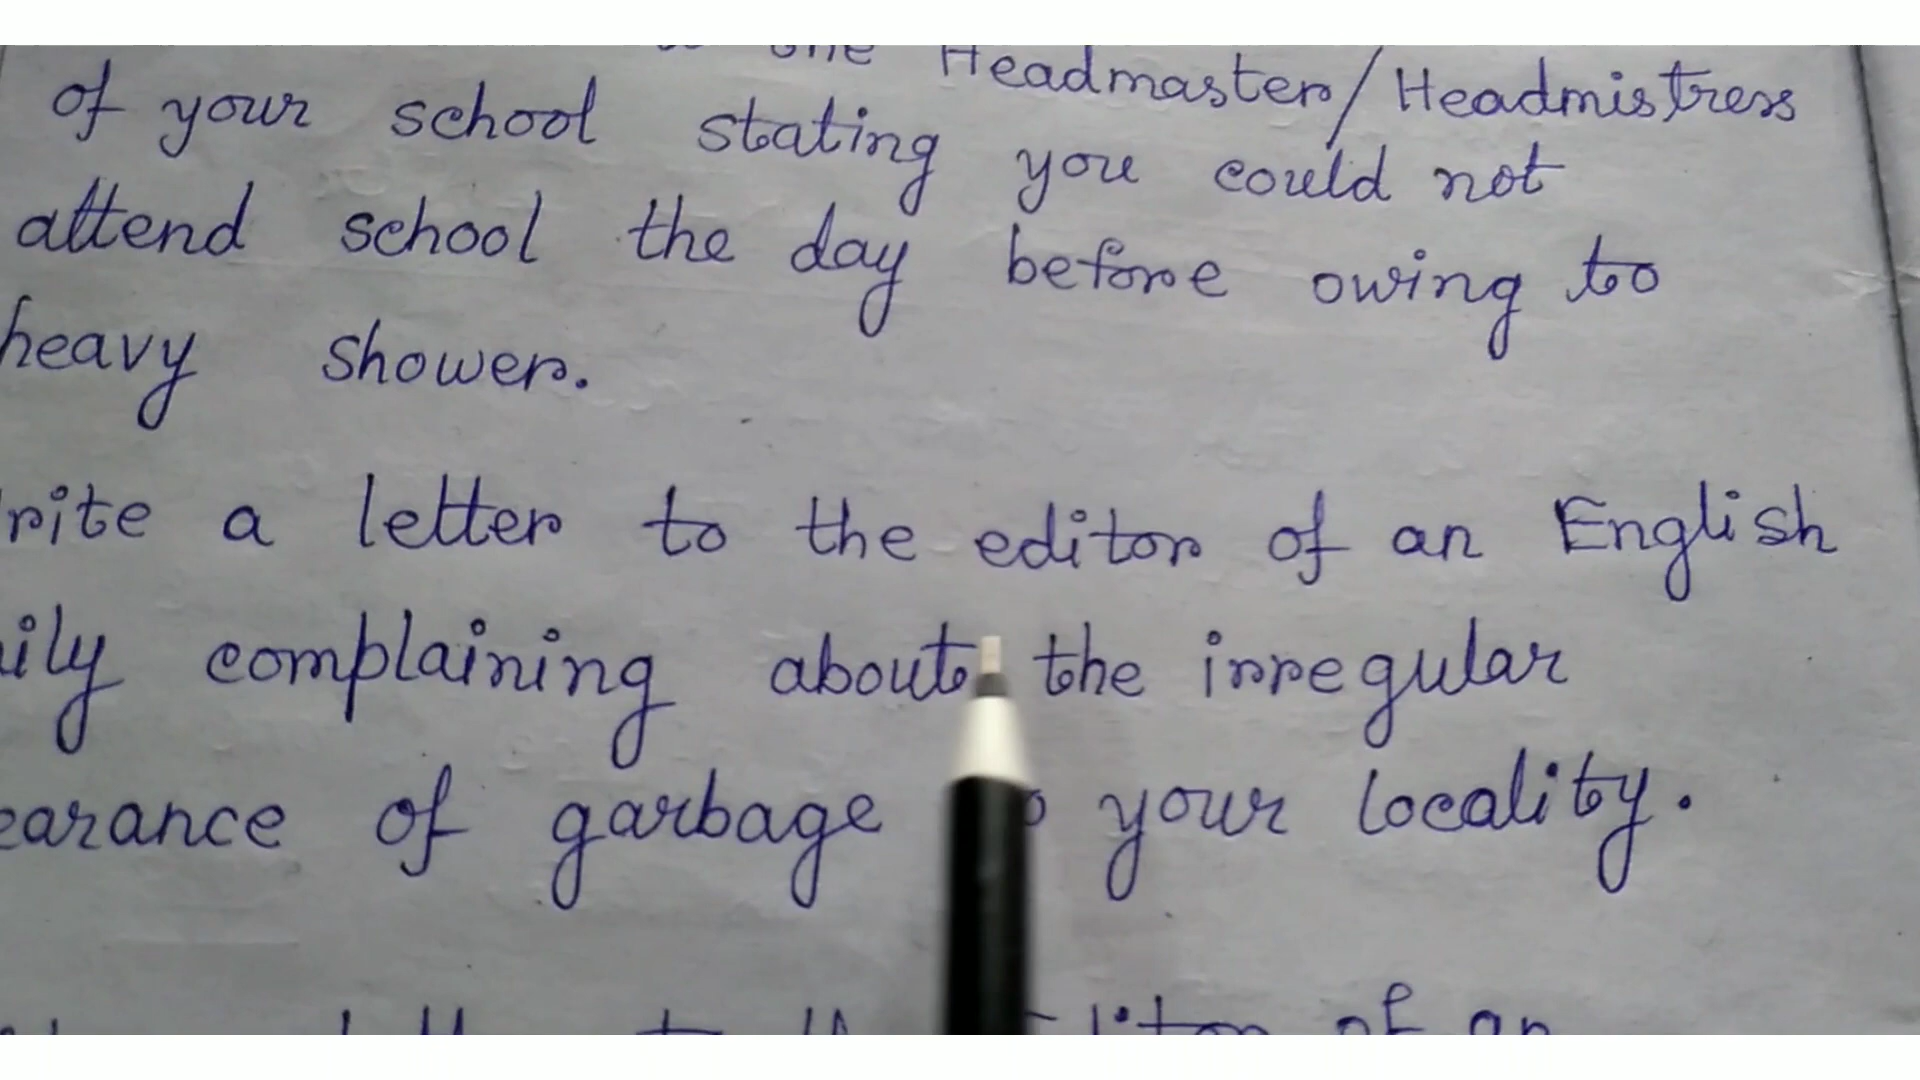 Headmaster/Headmistress
of your school stating you could not
attend school the day before owing to
heavy shower.
rite a letter to the editor of an English
ily complaining about the irregular
earance of garbage your locality.